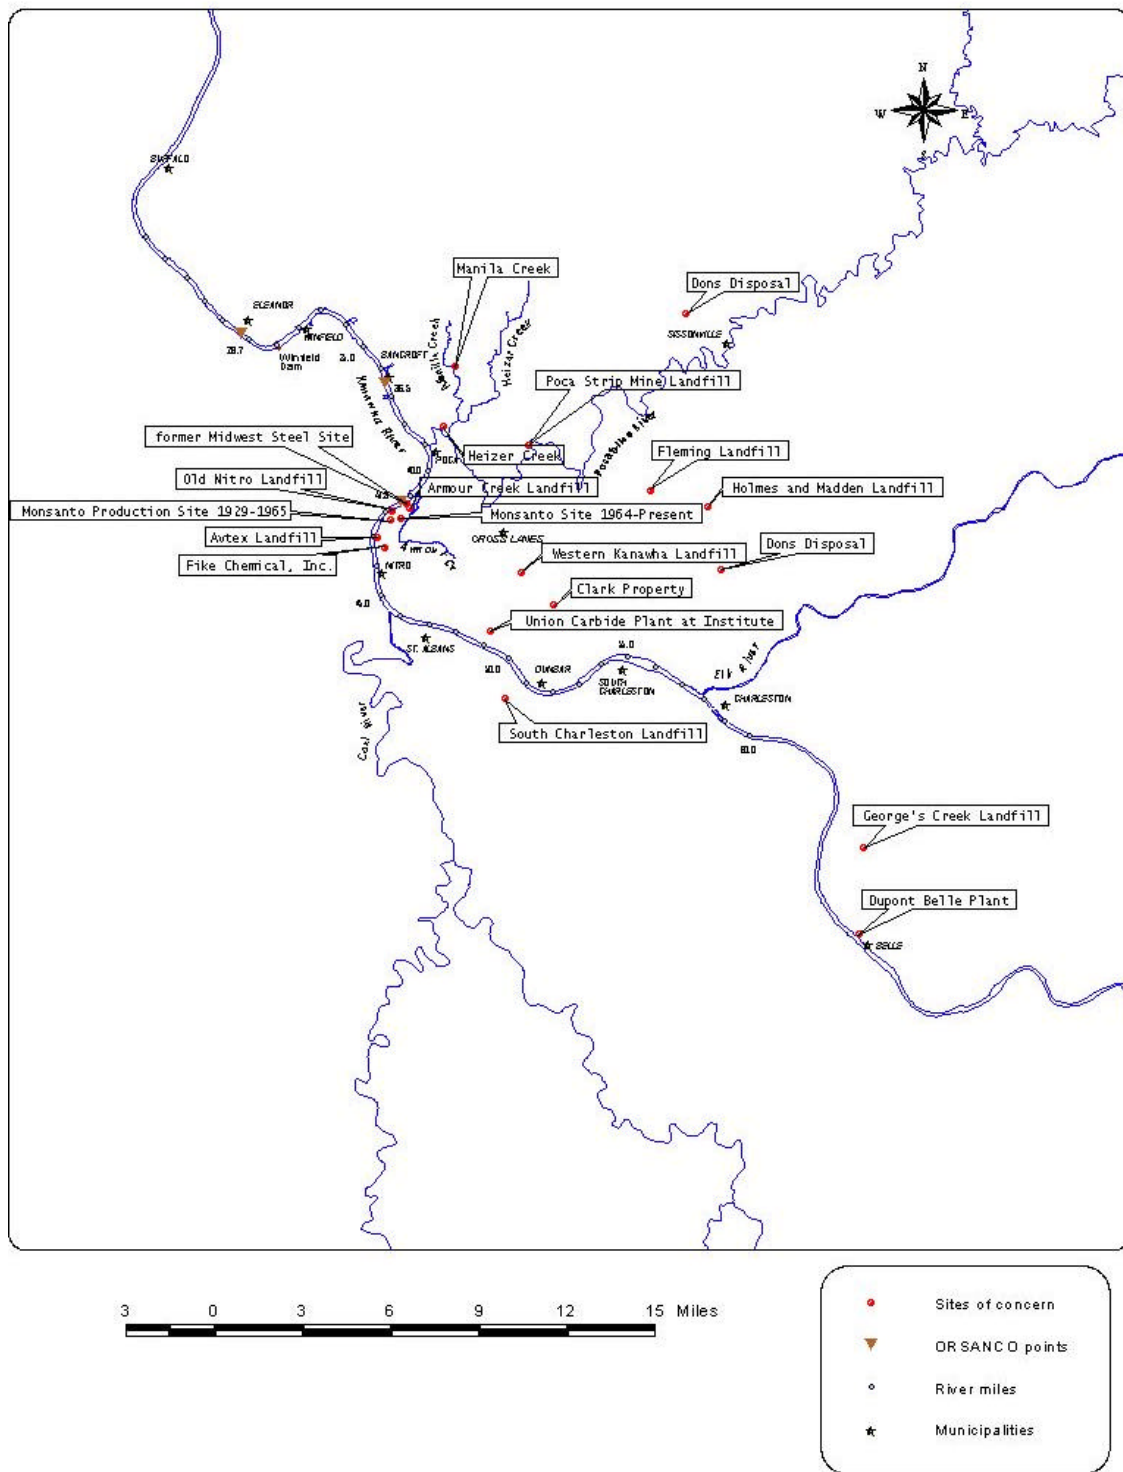 N
W
E
S
BUFFALO
Manila Creek
Dons Disposal
ELEANOR
WINFIELD
SISSONVILLE
Winfield
Dam
BANCROFT
Manilla Creek
Heizer Creek
Kanawha River
Poca Strip Mine Landfill
Pocatalico River
former Midwest Steel Site
POCA
Heizer Creek
Fleming Landfill
Old Nitro Landfill
Armour Creek Landfill
Holmes and Madden Landfill
Monsanto Production Site 1929-1965
Monsanto Site 1964-Present
CROSS LANES
Avtex Landfill
Western Kanawha Landfill
Dons Disposal
Fike Chemical, Inc.
NITRO
Clark Property
Union Carbide Plant at Institute
ST. ALBANS
DUNBAR
SOUTH
CHARLESTON
Elk River
CHARLESTON
Coal River
South Charleston Landfill
George's Creek Landfill
Dupont Belle Plant
BELLE
3 0 3 6 9 12 15 Miles
Sites of concern
ORSANCO points
River miles
Municipalities